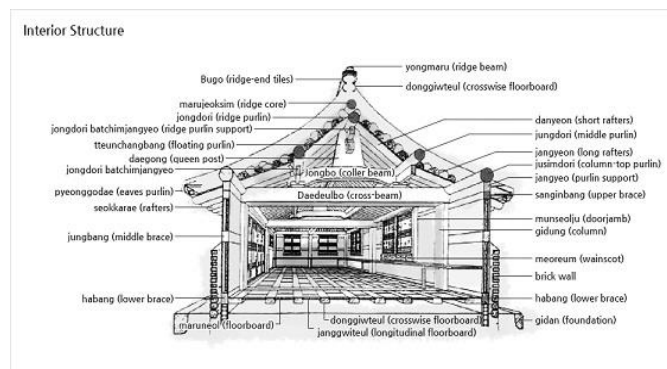 Interior Structure
yongmaru (ridge beam)
Bugo (ridge-end tiles)
donggiwteul (crosswise floorboard)
marujeoksim (ridge core)
jongdori (ridge purlin)
danyeon (short rafters)
jongdori batchimjangyeo (ridge purlin support)
jungdori (middle purlin)
tteunchangbang (floating purlin)
jangyeon (long rafters)
daegong (queen post)
jusimdori (column-top purlin)
jongdori batchimjangyeo
Jongbo (coller beam)
jangyeo (purlin support)
pyeonggodae (eaves purlin)
Daedeulbo (cross-beam)
sanginbang (upper brace)
seokkarae (rafters)
munseolju (doorjamb)
gidung (column)
jungbang (middle brace)
meoreum (wainscot)
brick wall
habang (lower brace)
habang (lower brace)
maruneol (floorboard)
donggiwteul (crosswise floorboard)
gidan (foundation)
janggwiteul (longitudinal floorboard)